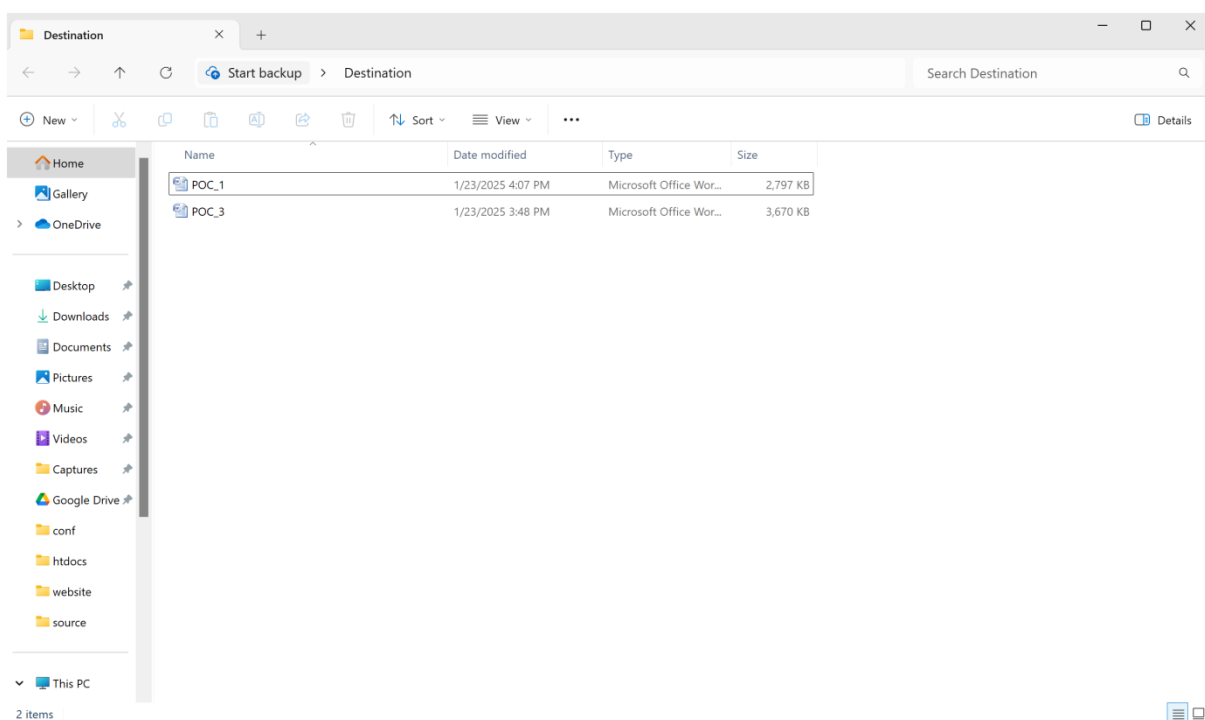 Destination
Start backup > Destination
Search Destination
New
Sort
View
Details
Name Date modified Type Size
Home
Gallery
OneDrive
Desktop
Downloads
Documents
Pictures
Music
Videos
Captures
Google Drive
conf
htdocs
website
source
This PC
POC_1 1/23/2025 4:07 PM Microsoft Office Wor... 2,797 KB
POC_3 1/23/2025 3:48 PM Microsoft Office Wor... 3,670 KB
2 items